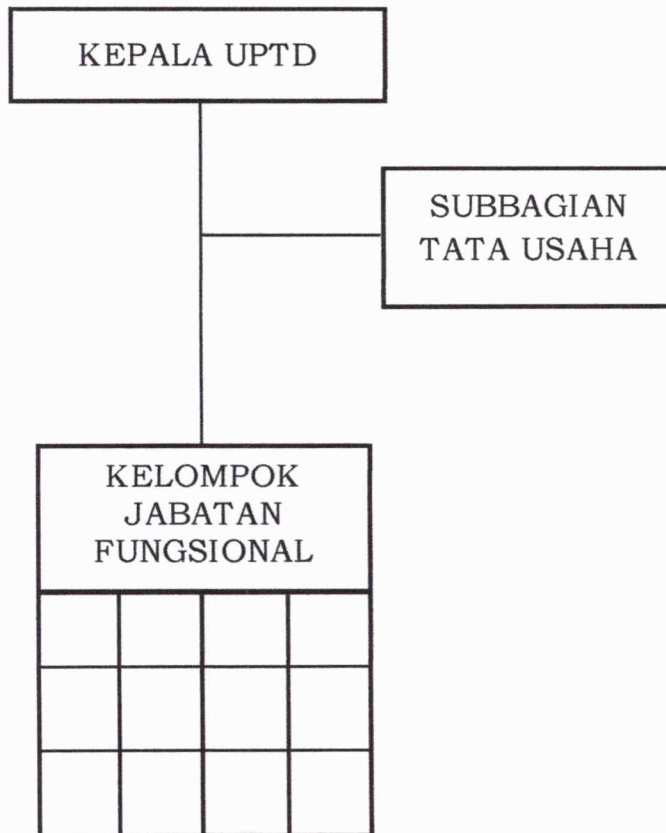 KEPALA UPTD
SUBBAGIAN
TATA USAHA
KELOMPOK
JABATAN
FUNGSIONAL